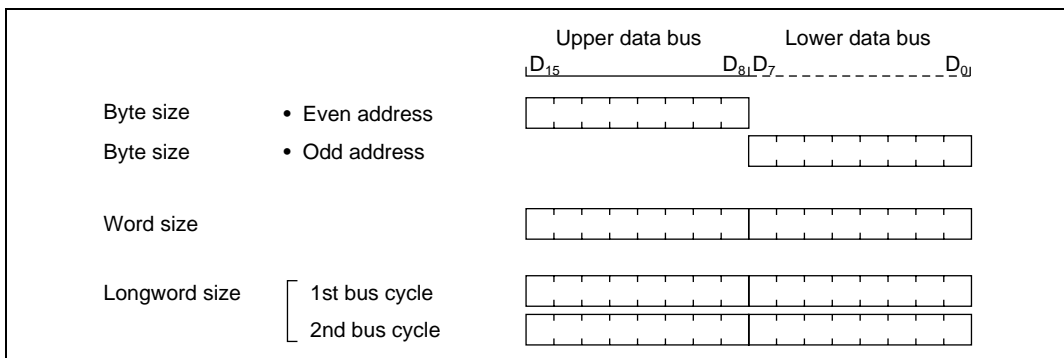 Upper data bus Lower data bus
D15 D8 D7 D0
Byte size • Even address
Byte size • Odd address
Word size
Longword size 1st bus cycle
2nd bus cycle